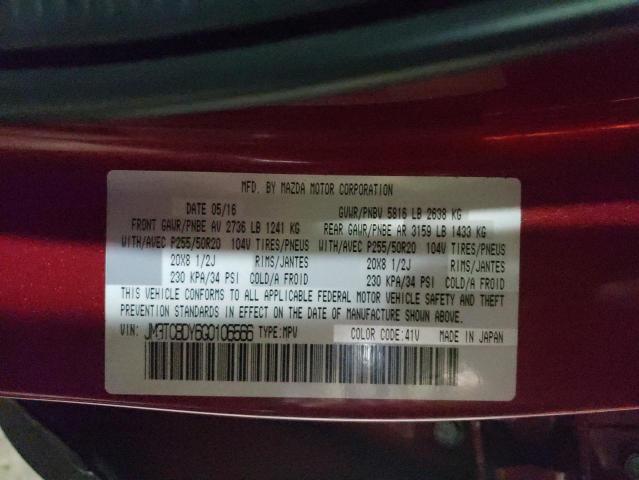 MFD. BY MAZDA MOTOR CORPORATION
DATE 05/16 GVWR/PNBV 5816 LB 2638 KG
FRONT GAWR/PNBE AV 2736 LB 1241 KG REAR GAWR/PNBE AR 3159 LB 1433 KG
WITH/AVEC P255/50R20 104V TIRES/PNEUS WITH/AVEC P255/50R20 104V TIRES/PNEUS
20X8 1/2J RIMS/JANTES 20X8 1/2J RIMS/JANTES
230 KPA/34 PSI COLD/A FROID 230 KPA/34 PSI COLD/A FROID
THIS VEHICLE CONFORMS TO ALL APPLICABLE FEDERAL MOTOR VEHICLE SAFETY AND THEFT
PREVENTION STANDARDS IN EFFECT ON THE DATE OF MANUFACTURE SHOWN ABOVE.
VIN: JM3TCBDY6G0106566 TYPE:MPV COLOR CODE:41V MADE IN JAPAN